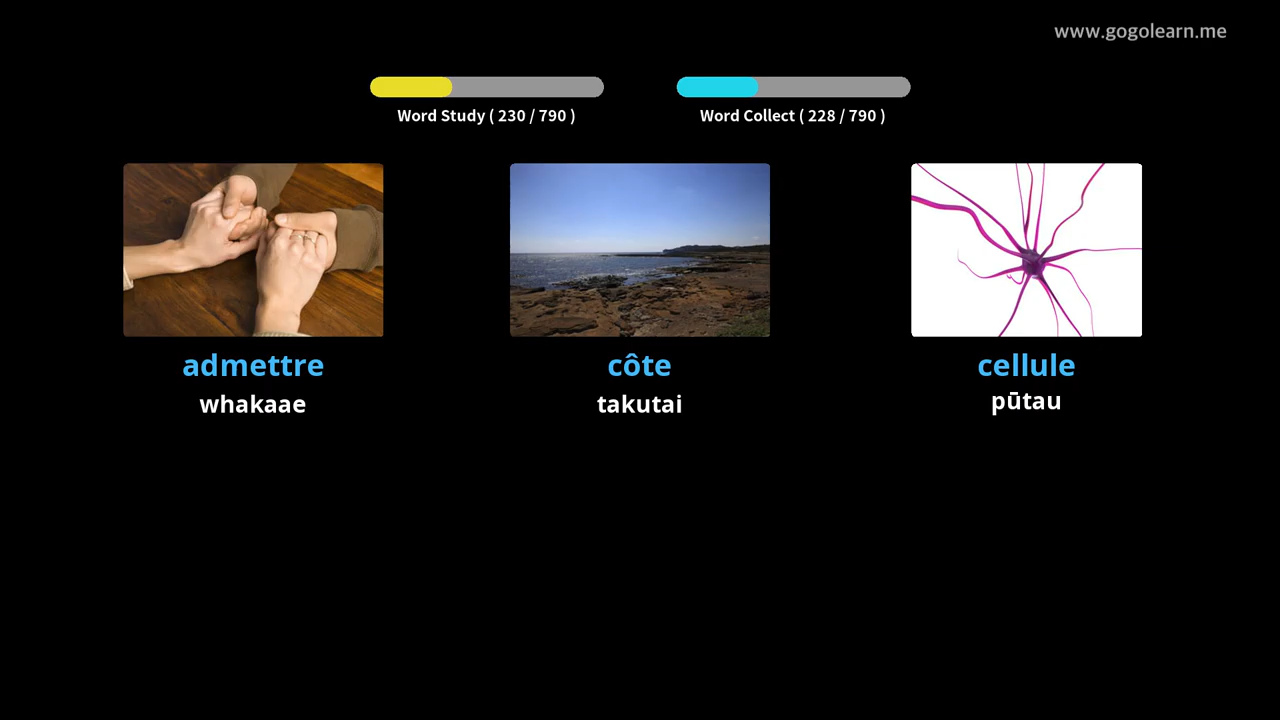 www.gogolearn.me
Word Study ( 230 / 790 )
Word Collect ( 228 / 790 )
admettre
whakaae
côte
takutai
cellule
pūtau